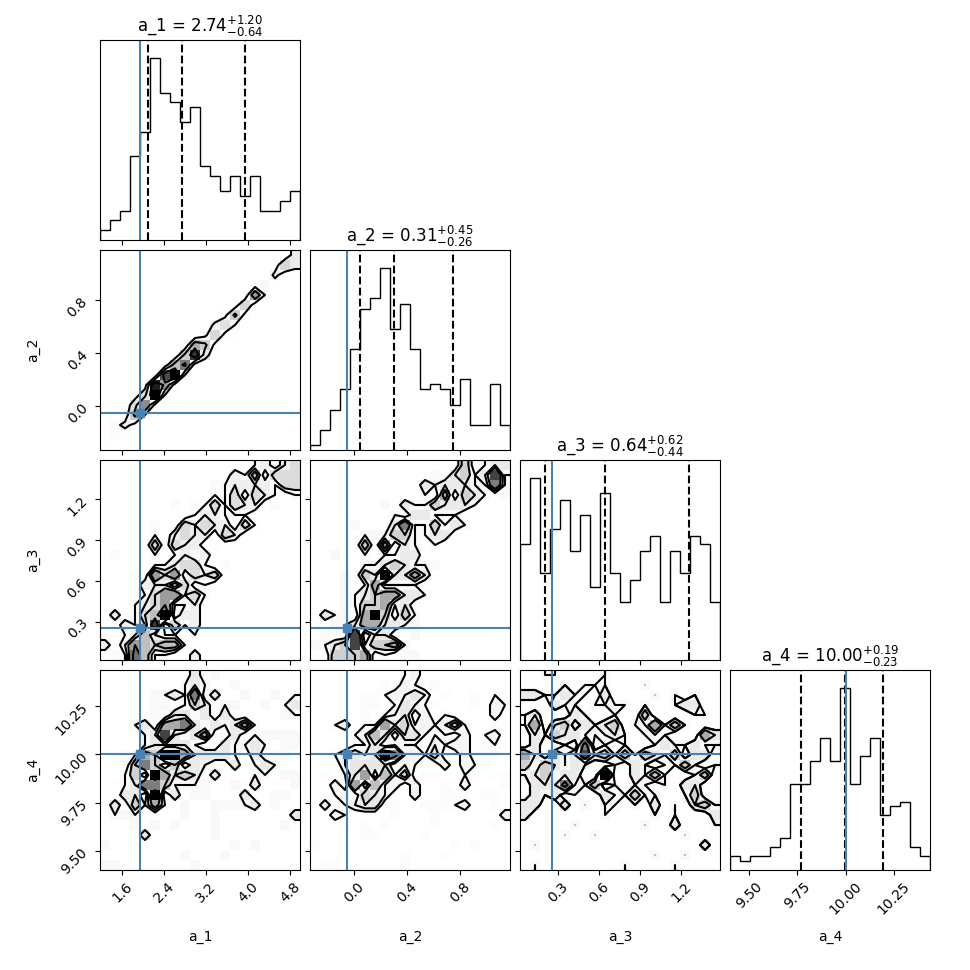 a_1 = 2.74+1.20−0.64
a_2
0.8
0.4
0.0
a_2 = 0.31+0.45−0.26
a_3
1.2
0.9
0.6
0.3
a_3 = 0.64+0.62−0.44
a_4
10.25
10.00
9.75
9.50
a_4 = 10.00+0.19−0.23
1.6 2.4 3.2 4.0 4.8
0.0 0.4 0.8
0.3 0.6 0.9 1.2
9.50 9.75 10.00 10.25
a_1 a_2 a_3 a_4